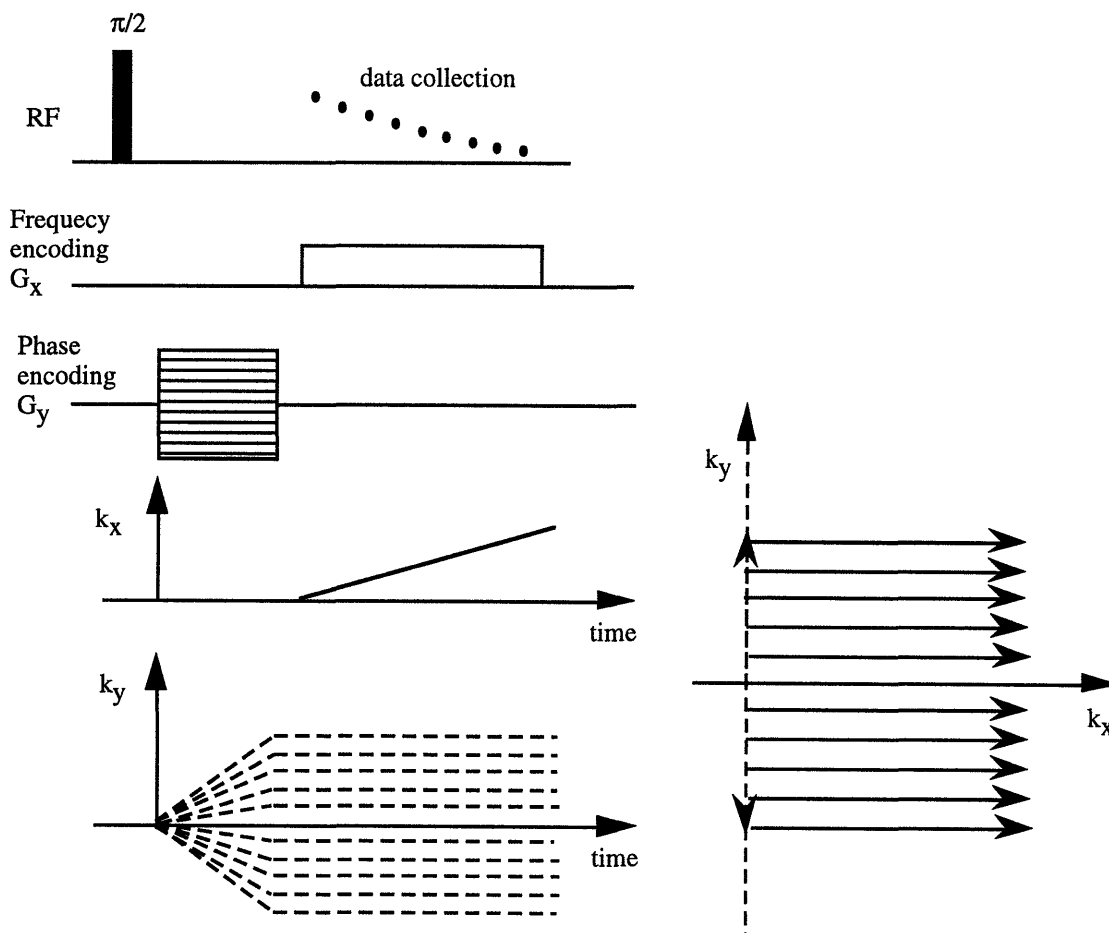 π/2
data collection
RF
Frequecy
encoding
Gx
Phase
encoding
Gy
kx
time
ky
time
ky
kx